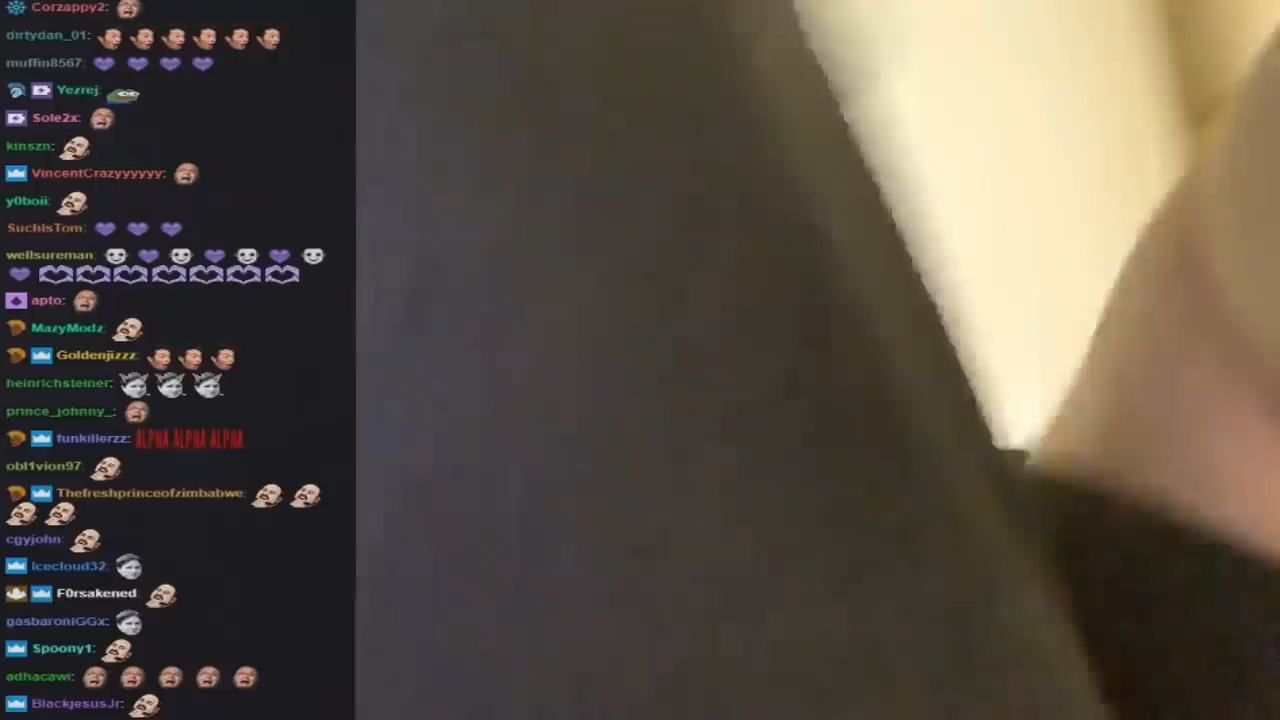 Corzappy2:
dirtydan_01:
muffin8567:
Yezrej:
Sole2x:
kinszn:
VincentCrazyyyyyy:
y0boii:
SuchIsTom:
wellsureman:
apto:
MazyModz:
Goldenjizzz:
heinrichsteiner:
prince_johnny_:
funkillerzz: ALPHA ALPHA ALPHA
obl1vion97:
Thefreshprinceofzimbabwe:
cgyjohn:
Icecloud32:
F0rsakened
gasbaroniGGx:
Spoony1:
adhacawi:
BlackjesusJr: